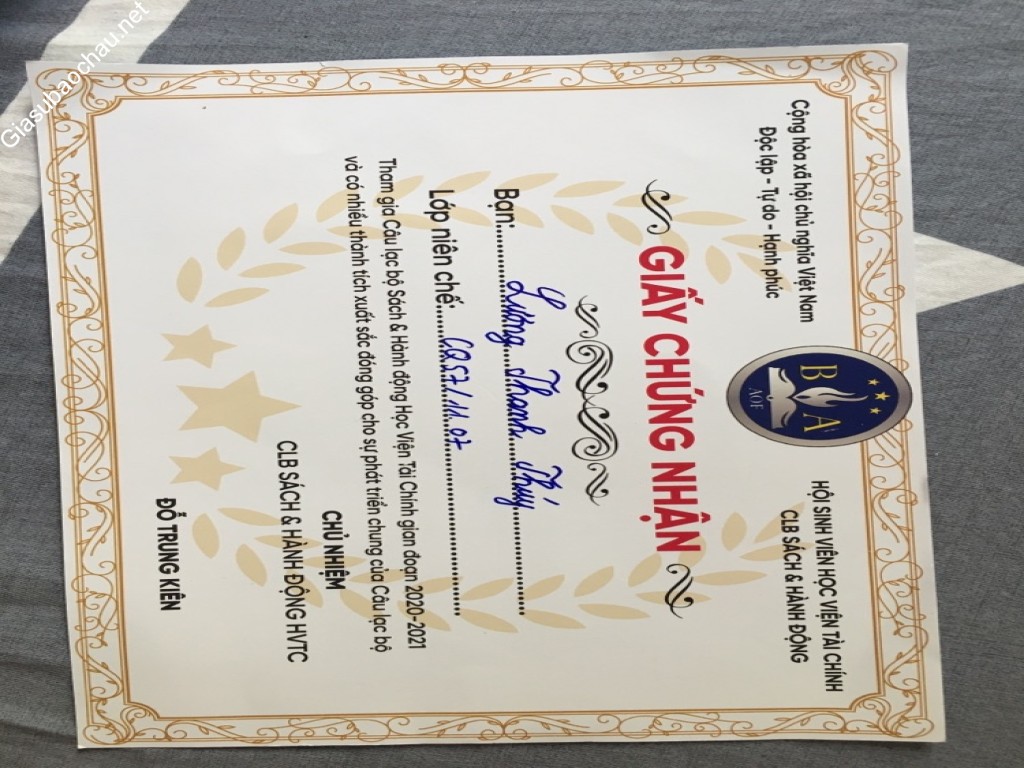 Giasubaochau.net
Cộng hòa xã hội chủ nghĩa Việt Nam
Độc lập - Tự do - Hạnh phúc
B A
AOF
HỘI SINH VIÊN HỌC VIỆN TÀI CHÍNH
CLB SÁCH & HÀNH ĐỘNG
GIẤY CHỨNG NHẬN
Bạn: Lương Thanh Thúy
Lớp niên chế: CQ57/11.07
Tham gia Câu lạc bộ Sách & Hành động Học Viện Tài Chính gian đoạn 2020-2021
và có nhiều thành tích xuất sắc đóng góp cho sự phát triển chung của Câu lạc bộ
CHỦ NHIỆM
CLB SÁCH & HÀNH ĐỘNG HVTC
ĐỖ TRUNG KIÊN